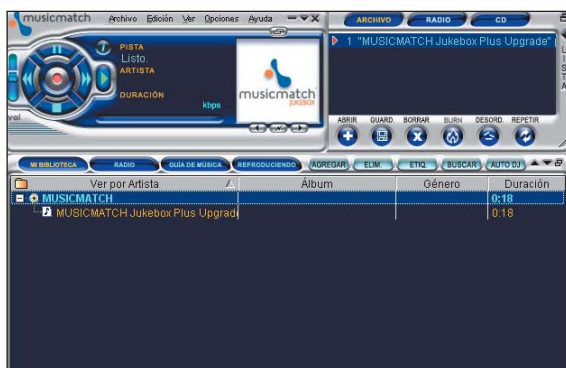 musicmatch Archivo Edición Ver Opciones Ayuda
ARCHIVO RADIO CD
PISTA
Listo.
ARTISTA
DURACIÓN
kbps
vol
musicmatch
JUKEBOX
1 "MUSICMATCH Jukebox Plus Upgrade"
LISTA
ABRIR GUARD. BORRAR BURN DESORD. REPETIR
MI BIBLIOTECA RADIO GUÍA DE MÚSICA REPRODUCIENDO AGREGAR ELIM. ETIQ. BUSCAR AUTO DJ
Ver por Artista Álbum Género Duración
MUSICMATCH 0:18
MUSICMATCH Jukebox Plus Upgrad 0:18